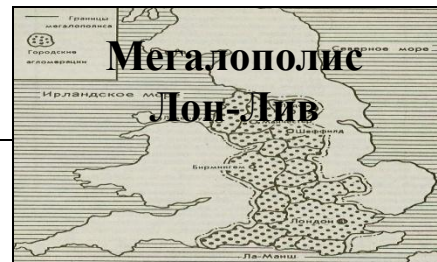 Границы
мегалополиса
Городские
агломерации
Мегалополис
Лон-Лив
Северное море
Ирландское мо
Шеффилд
Бирмингем
Лондон
Ла-Манш